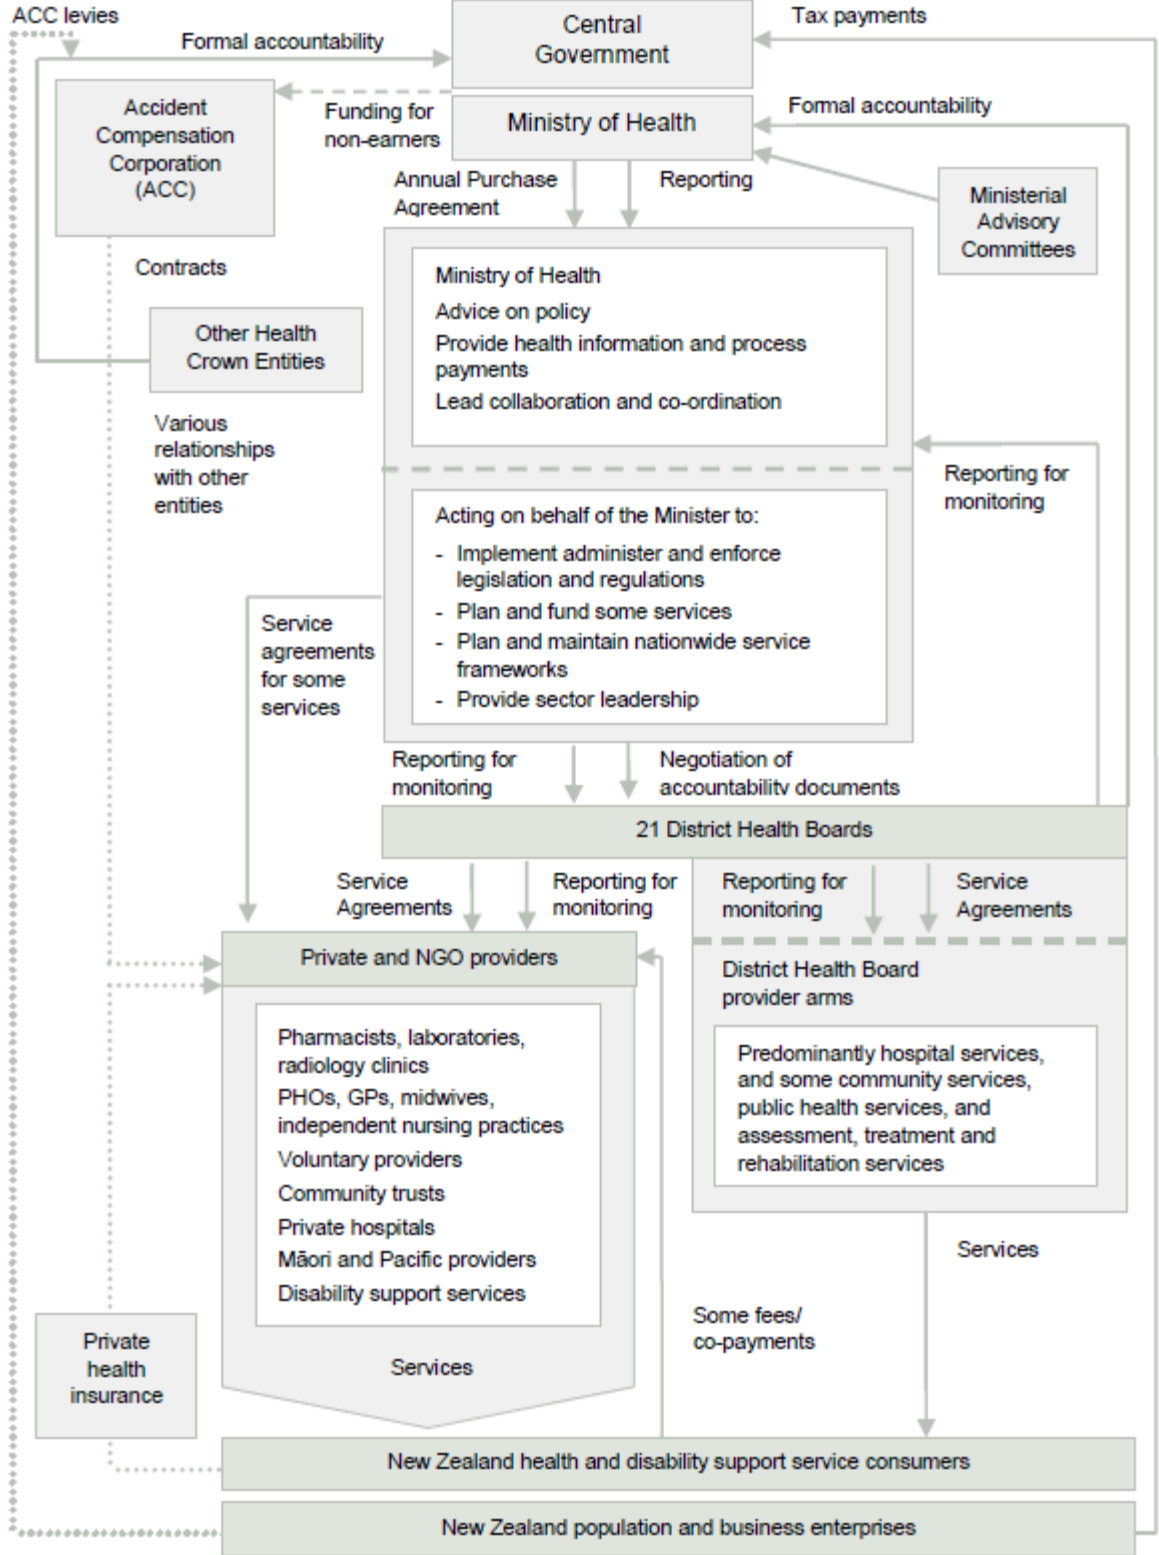 ACC levies
Central
Government
Tax payments
Formal accountability
Accident
Compensation
Corporation
(ACC)
Funding for
non-earners
Ministry of Health
Formal accountability
Annual Purchase
Agreement
Reporting
Ministerial
Advisory
Committees
Contracts
Ministry of Health
Advice on policy
Provide health information and process
payments
Lead collaboration and co-ordination
Other Health
Crown Entities
Various
relationships
with other
entities
Reporting for
monitoring
Acting on behalf of the Minister to:
- Implement administer and enforce
legislation and regulations
- Plan and fund some services
- Plan and maintain nationwide service
frameworks
- Provide sector leadership
Service
agreements
for some
services
Reporting for
monitoring
Negotiation of
accountability documents
21 District Health Boards
Service
Agreements
Reporting for
monitoring
Reporting for
monitoring
Service
Agreements
Private and NGO providers
District Health Board
provider arms
Pharmacists, laboratories,
radiology clinics
PHOs, GPs, midwives,
independent nursing practices
Voluntary providers
Community trusts
Private hospitals
Māori and Pacific providers
Disability support services
Predominantly hospital services,
and some community services,
public health services, and
assessment, treatment and
rehabilitation services
Services
Some fees/
co-payments
Private
health
insurance
Services
New Zealand health and disability support service consumers
New Zealand population and business enterprises